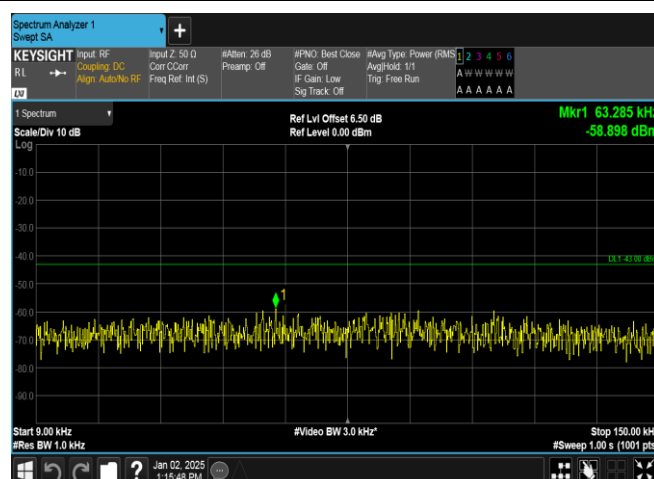 Spectrum Analyzer 1
Swept SA
+
KEYSIGHT
RL
LXI
Input: RF
Coupling: DC
Align: Auto/No RF
Input Z: 50 Ω
Corr CCorr
Freq Ref: Int (S)
#Atten: 26 dB
Preamp: Off
#PNO: Best Close
Gate: Off
IF Gain: Low
Sig Track: Off
#Avg Type: Power (RMS
Avg|Hold: 1/1
Trig: Free Run
1 2 3 4 5 6
A W W W W W
A A A A A A
1 Spectrum
Scale/Div 10 dB
Ref Lvl Offset 6.50 dB
Ref Level 0.00 dBm
Mkr1 63.285 kHz
-58.898 dBm
Log
-10.0
-20.0
-30.0
-40.0
DL1 -43.00 dBm
-50.0
1
-60.0
-70.0
-80.0
-90.0
Start 9.00 kHz
#Res BW 1.0 kHz
#Video BW 3.0 kHz*
Stop 150.00 kH
#Sweep 1.00 s (1001 pts
?
Jan 02, 2025
1:15:48 PM